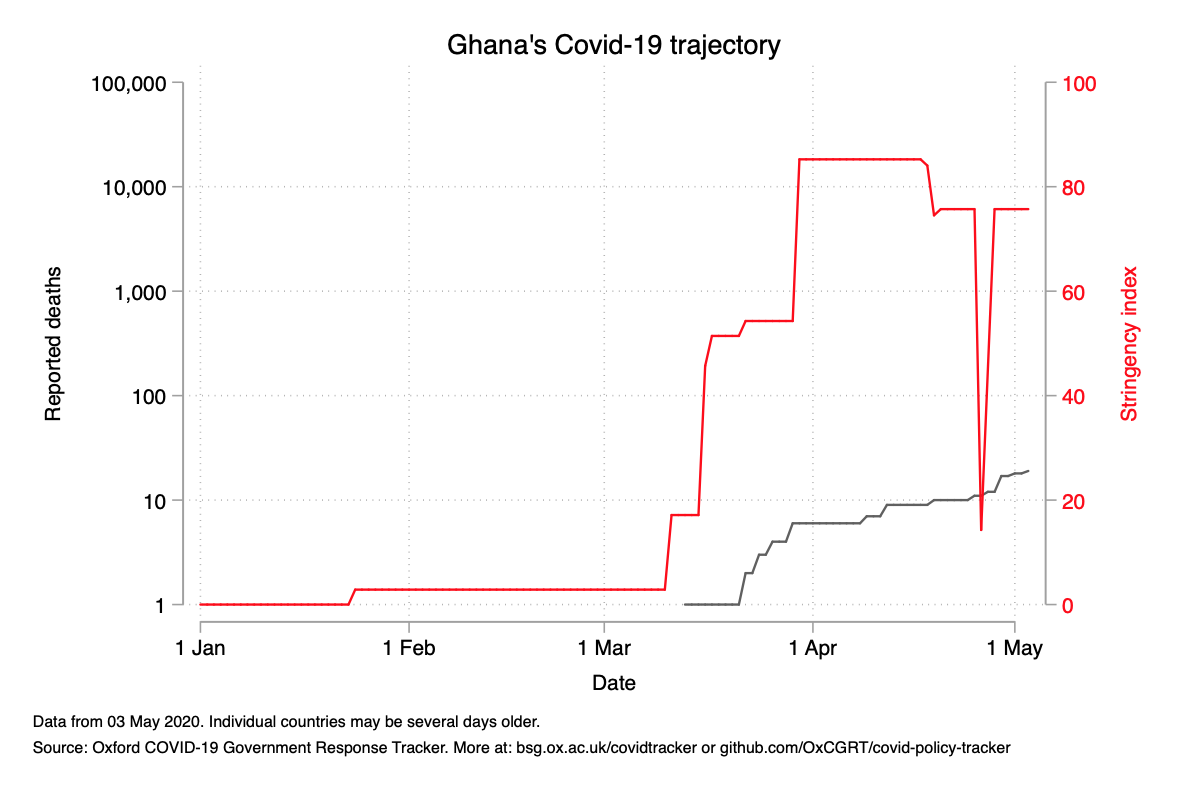 Ghana's Covid-19 trajectory
100,000
10,000
1,000
100
10
1
Reported deaths
100
80
60
40
20
0
Stringency index
1 Jan
1 Feb
1 Mar
1 Apr
1 May
Date
Data from 03 May 2020. Individual countries may be several days older.
Source: Oxford COVID-19 Government Response Tracker. More at: bsg.ox.ac.uk/covidtracker or github.com/OxCGRT/covid-policy-tracker